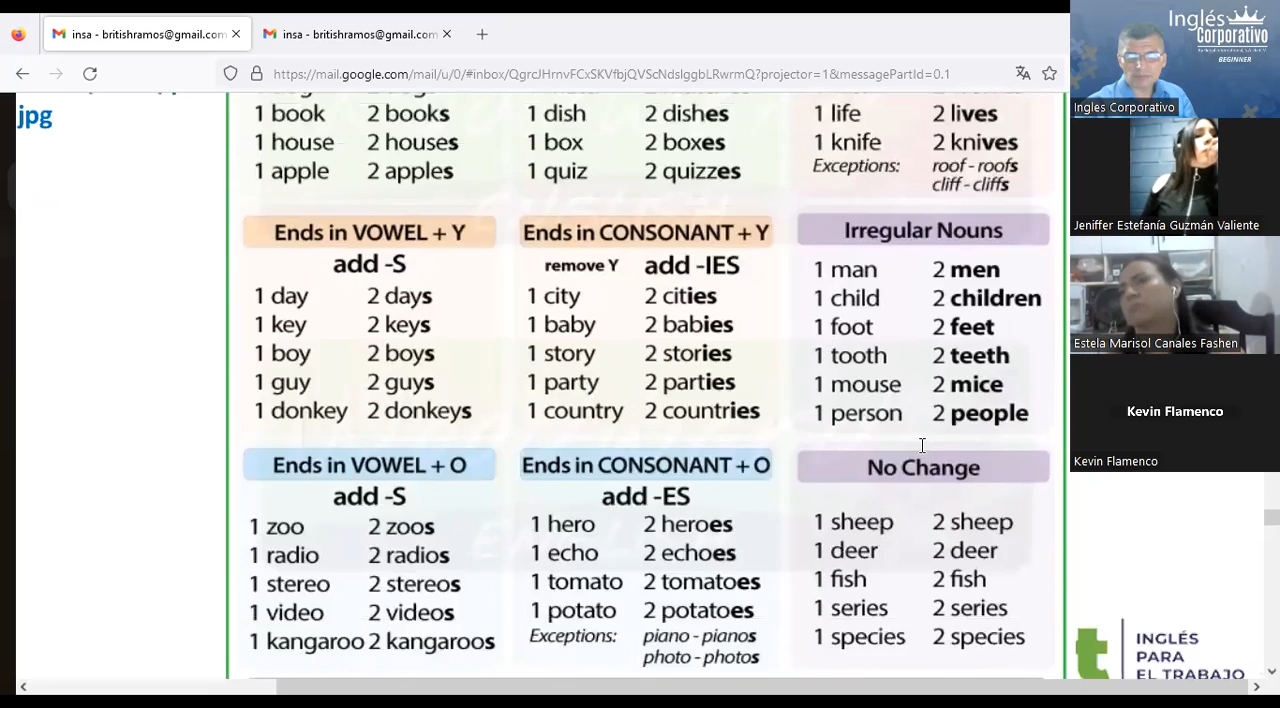 insa - britishramos@gmail.com
insa - britishramos@gmail.com
https://mail.google.com/mail/u/0/#inbox/QgrcJHrnvFCxSKVfbjQVScNdslggbLRwrmQ?projector=1&messagePartId=0.1
jpg
1 book 2 books
1 house 2 houses
1 apple 2 apples
1 dish 2 dishes
1 box 2 boxes
1 quiz 2 quizzes
1 life 2 lives
1 knife 2 knives
Exceptions: roof - roofs
cliff - cliffs
Ends in VOWEL + Y
add -S
1 day 2 days
1 key 2 keys
1 boy 2 boys
1 guy 2 guys
1 donkey 2 donkeys
Ends in CONSONANT + Y
remove Y add -IES
1 city 2 cities
1 baby 2 babies
1 story 2 stories
1 party 2 parties
1 country 2 countries
Irregular Nouns
1 man 2 men
1 child 2 children
1 foot 2 feet
1 tooth 2 teeth
1 mouse 2 mice
1 person 2 people
Ends in VOWEL + O
add -S
1 zoo 2 zoos
1 radio 2 radios
1 stereo 2 stereos
1 video 2 videos
1 kangaroo 2 kangaroos
Ends in CONSONANT + O
add -ES
1 hero 2 heroes
1 echo 2 echoes
1 tomato 2 tomatoes
1 potato 2 potatoes
Exceptions: piano - pianos
photo - photos
No Change
1 sheep 2 sheep
1 deer 2 deer
1 fish 2 fish
1 series 2 series
1 species 2 species
Inglés
Corporativo
BEGINNER
Ingles Corporativo
Jeniffer Estefanía Guzmán Valiente
Estela Marisol Canales Fashen
Kevin Flamenco
Kevin Flamenco
INGLÉS
PARA
EL TRABAJO